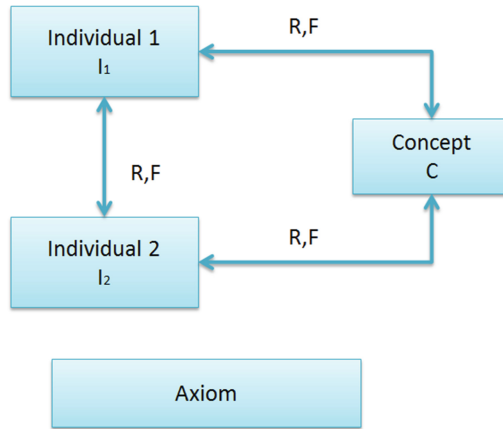 Individual 1
I₁
R,F
Concept
C
R,F
Individual 2
I₂
R,F
Axiom